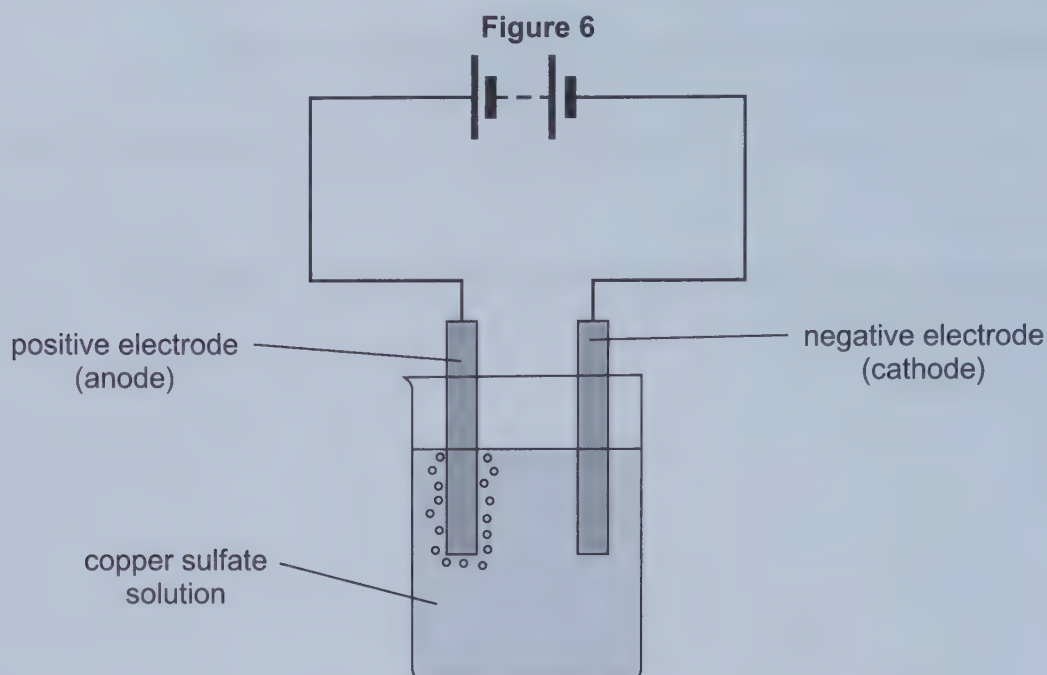 Figure 6
positive electrode
(anode)
negative electrode
(cathode)
copper sulfate
solution